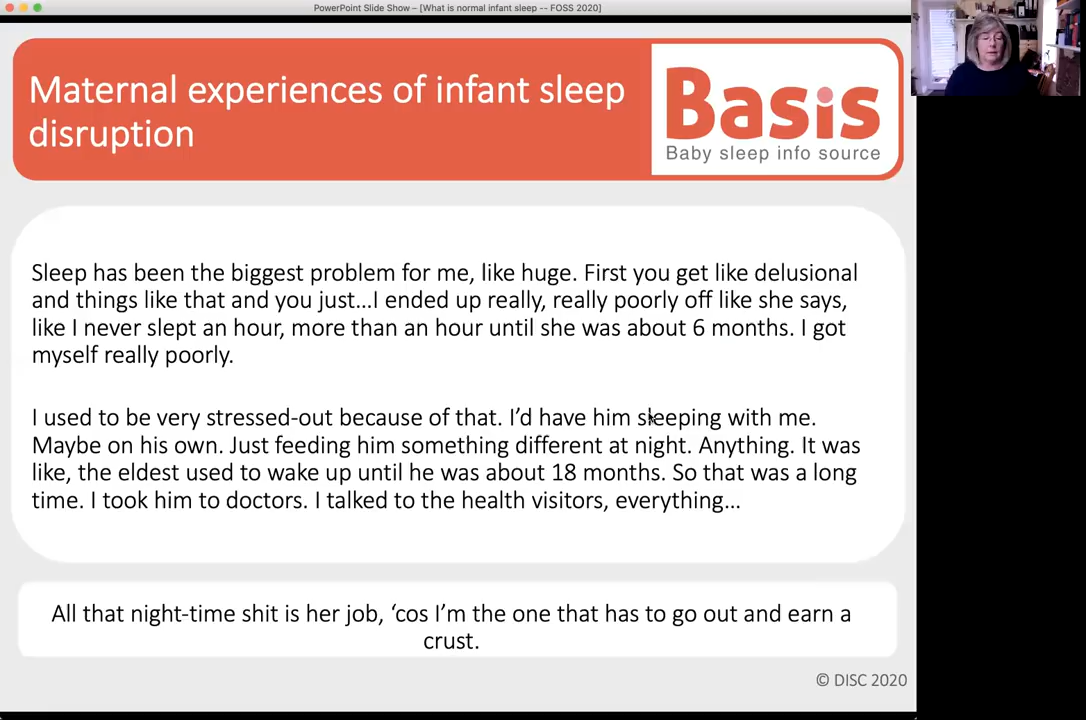 PowerPoint Slide Show – [What is normal infant sleep -- FOSS 2020]
Maternal experiences of infant sleep
disruption
Basis
Baby sleep info source
Sleep has been the biggest problem for me, like huge. First you get like delusional
and things like that and you just...I ended up really, really poorly off like she says,
like I never slept an hour, more than an hour until she was about 6 months. I got
myself really poorly.
I used to be very stressed-out because of that. I’d have him sleeping with me.
Maybe on his own. Just feeding him something different at night. Anything. It was
like, the eldest used to wake up until he was about 18 months. So that was a long
time. I took him to doctors. I talked to the health visitors, everything...
All that night-time shit is her job, ‘cos I’m the one that has to go out and earn a
crust.
© DISC 2020